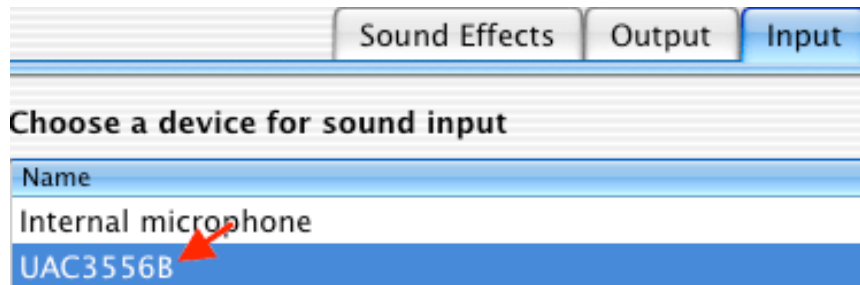 Sound Effects Output Input
Choose a device for sound input
Name
Internal microphone
UAC3556B